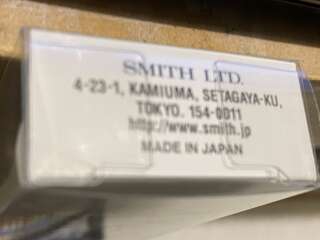 SMITH LTD.
4-23-1, KAMIUMA, SETAGAYA-KU,
TOKYO. 154-0011
http://www.smith.jp
MADE IN JAPAN